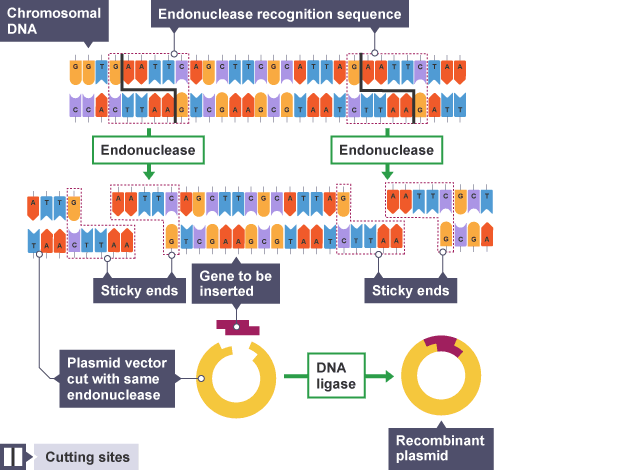 Chromosomal
DNA
Endonuclease recognition sequence
G G T G A A T T C A G C T T C G C A T T A G A A T T C T A A
C C A C T T A A G T C G A A G C G T A A T C T T A A G A T T
Endonuclease
Endonuclease
A T T G
A A T T C A G C T T C G C A T T A G
A A T T C G C T
T A A C T T A A
G T C G A A G C G T A A T C T T A A
G C G A
Sticky ends
Gene to be
inserted
Sticky ends
Plasmid vector
cut with same
endonuclease
DNA
ligase
Recombinant
plasmid
Cutting sites